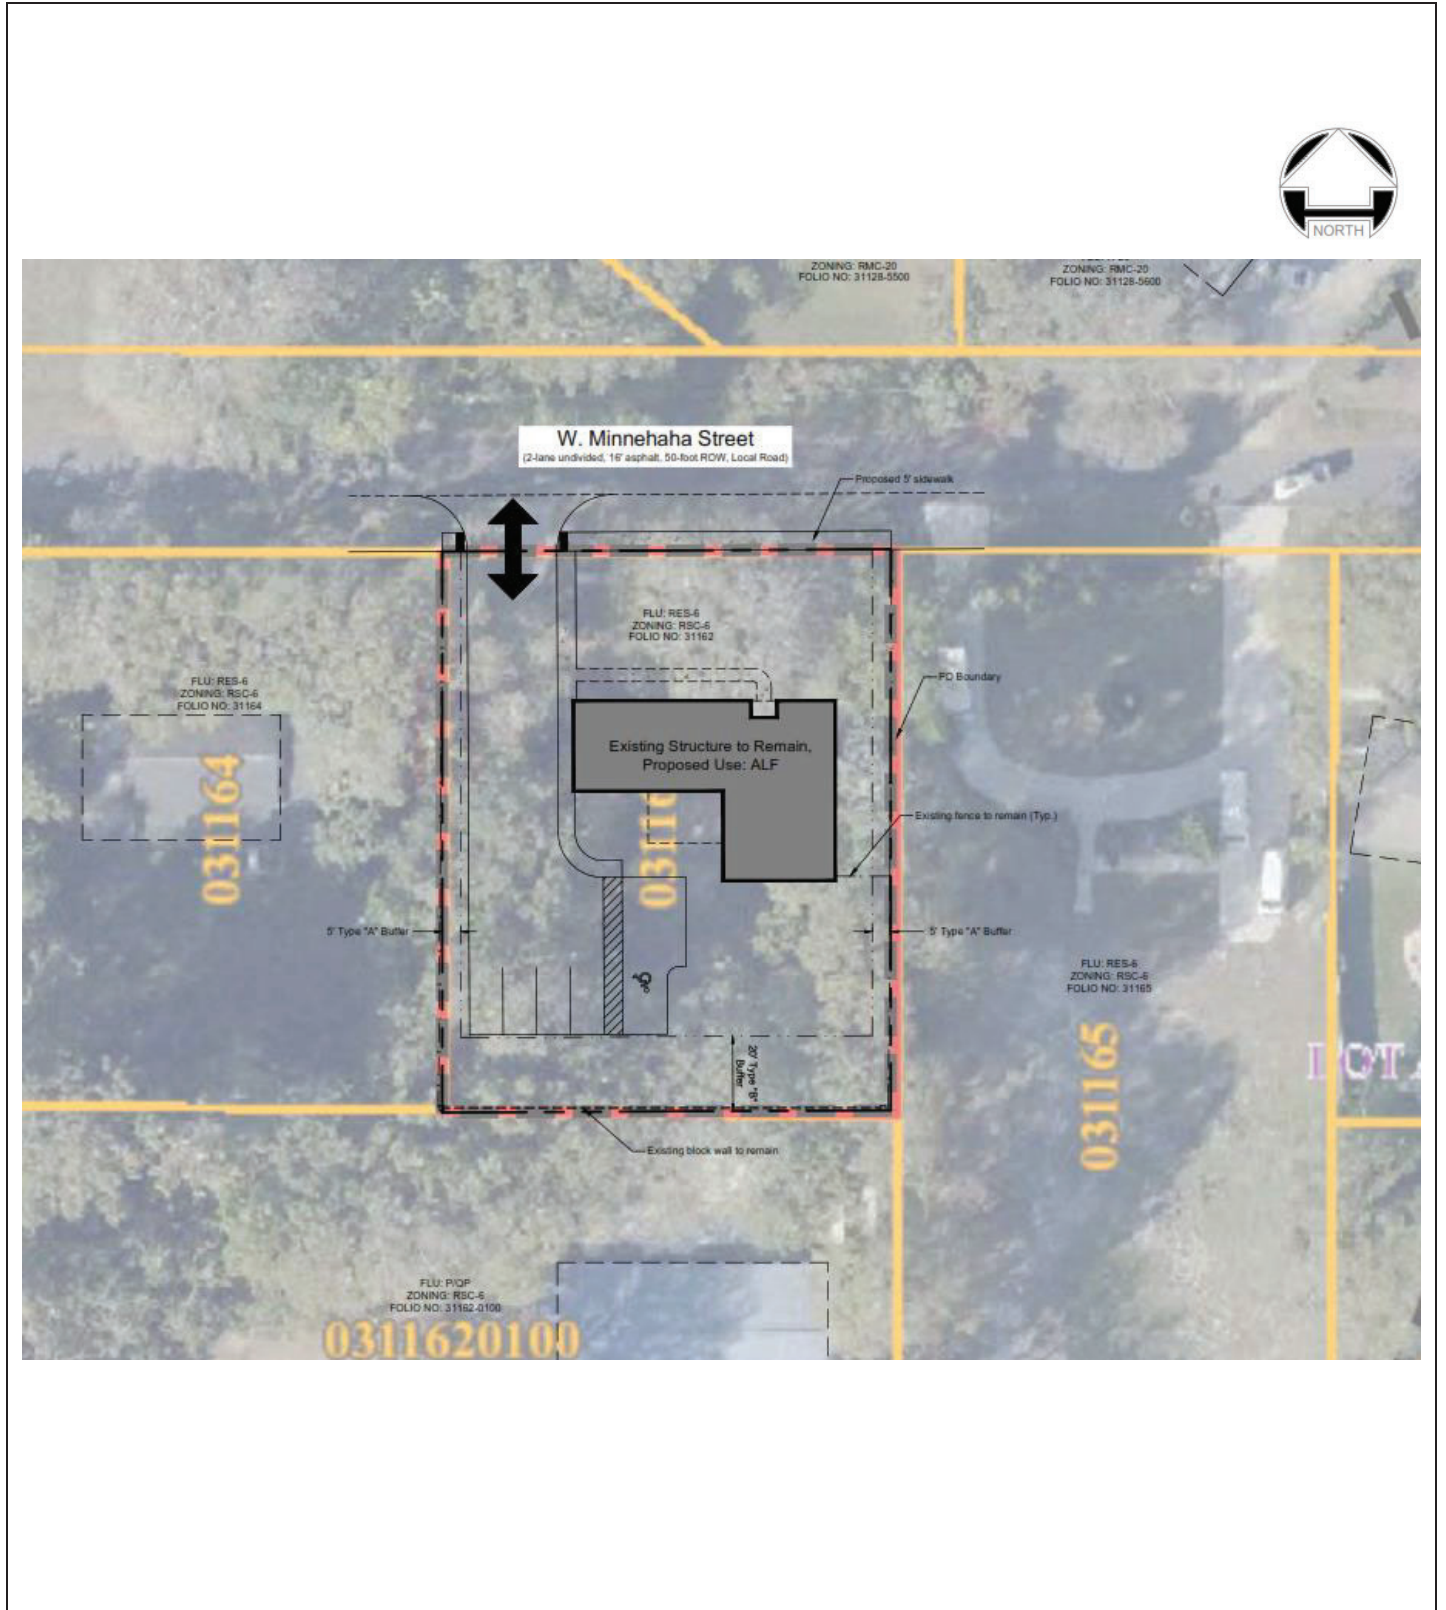 NORTH
ZONING: RMC-20
FOLIO NO: 31128-5500
ZONING: RMC-20
FOLIO NO: 31128-5600
W. Minnehaha Street
(2-lane undivided, 16' asphalt, 50-foot ROW, Local Road)
Proposed 5' sidewalk
FLU: RES-6
ZONING: RSC-6
FOLIO NO: 31162
FLU: RES-6
ZONING: RSC-6
FOLIO NO: 31164
PD Boundary
Existing Structure to Remain,
Proposed Use: ALF
031164
03116
Existing fence to remain (Typ.)
5' Type "A" Buffer
5' Type "A" Buffer
FLU: RES-6
ZONING: RSC-6
FOLIO NO: 31165
031165
20' Type "B"
Buffer
Existing block wall to remain
FLU: P/QP
ZONING: RSC-6
FOLIO NO: 31162-0100
0311620100